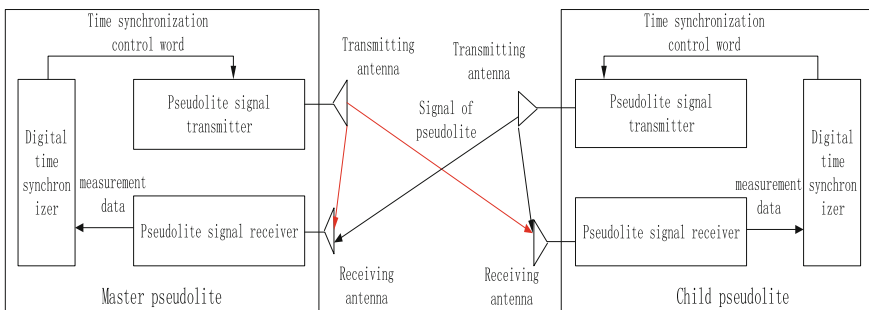 Time synchronization
control word
Pseudolite signal
transmitter
Digital
time
synchron
izer
measurement
data
Pseudolite signal receiver
Master pseudolite
Transmitting
antenna
Transmitting
antenna
Signal of
pseudolite
Receiving
antenna
Receiving
antenna
Time synchronization
control word
Pseudolite signal
transmitter
Digital
time
synchron
izer
measurement
data
Pseudolite signal receiver
Child pseudolite